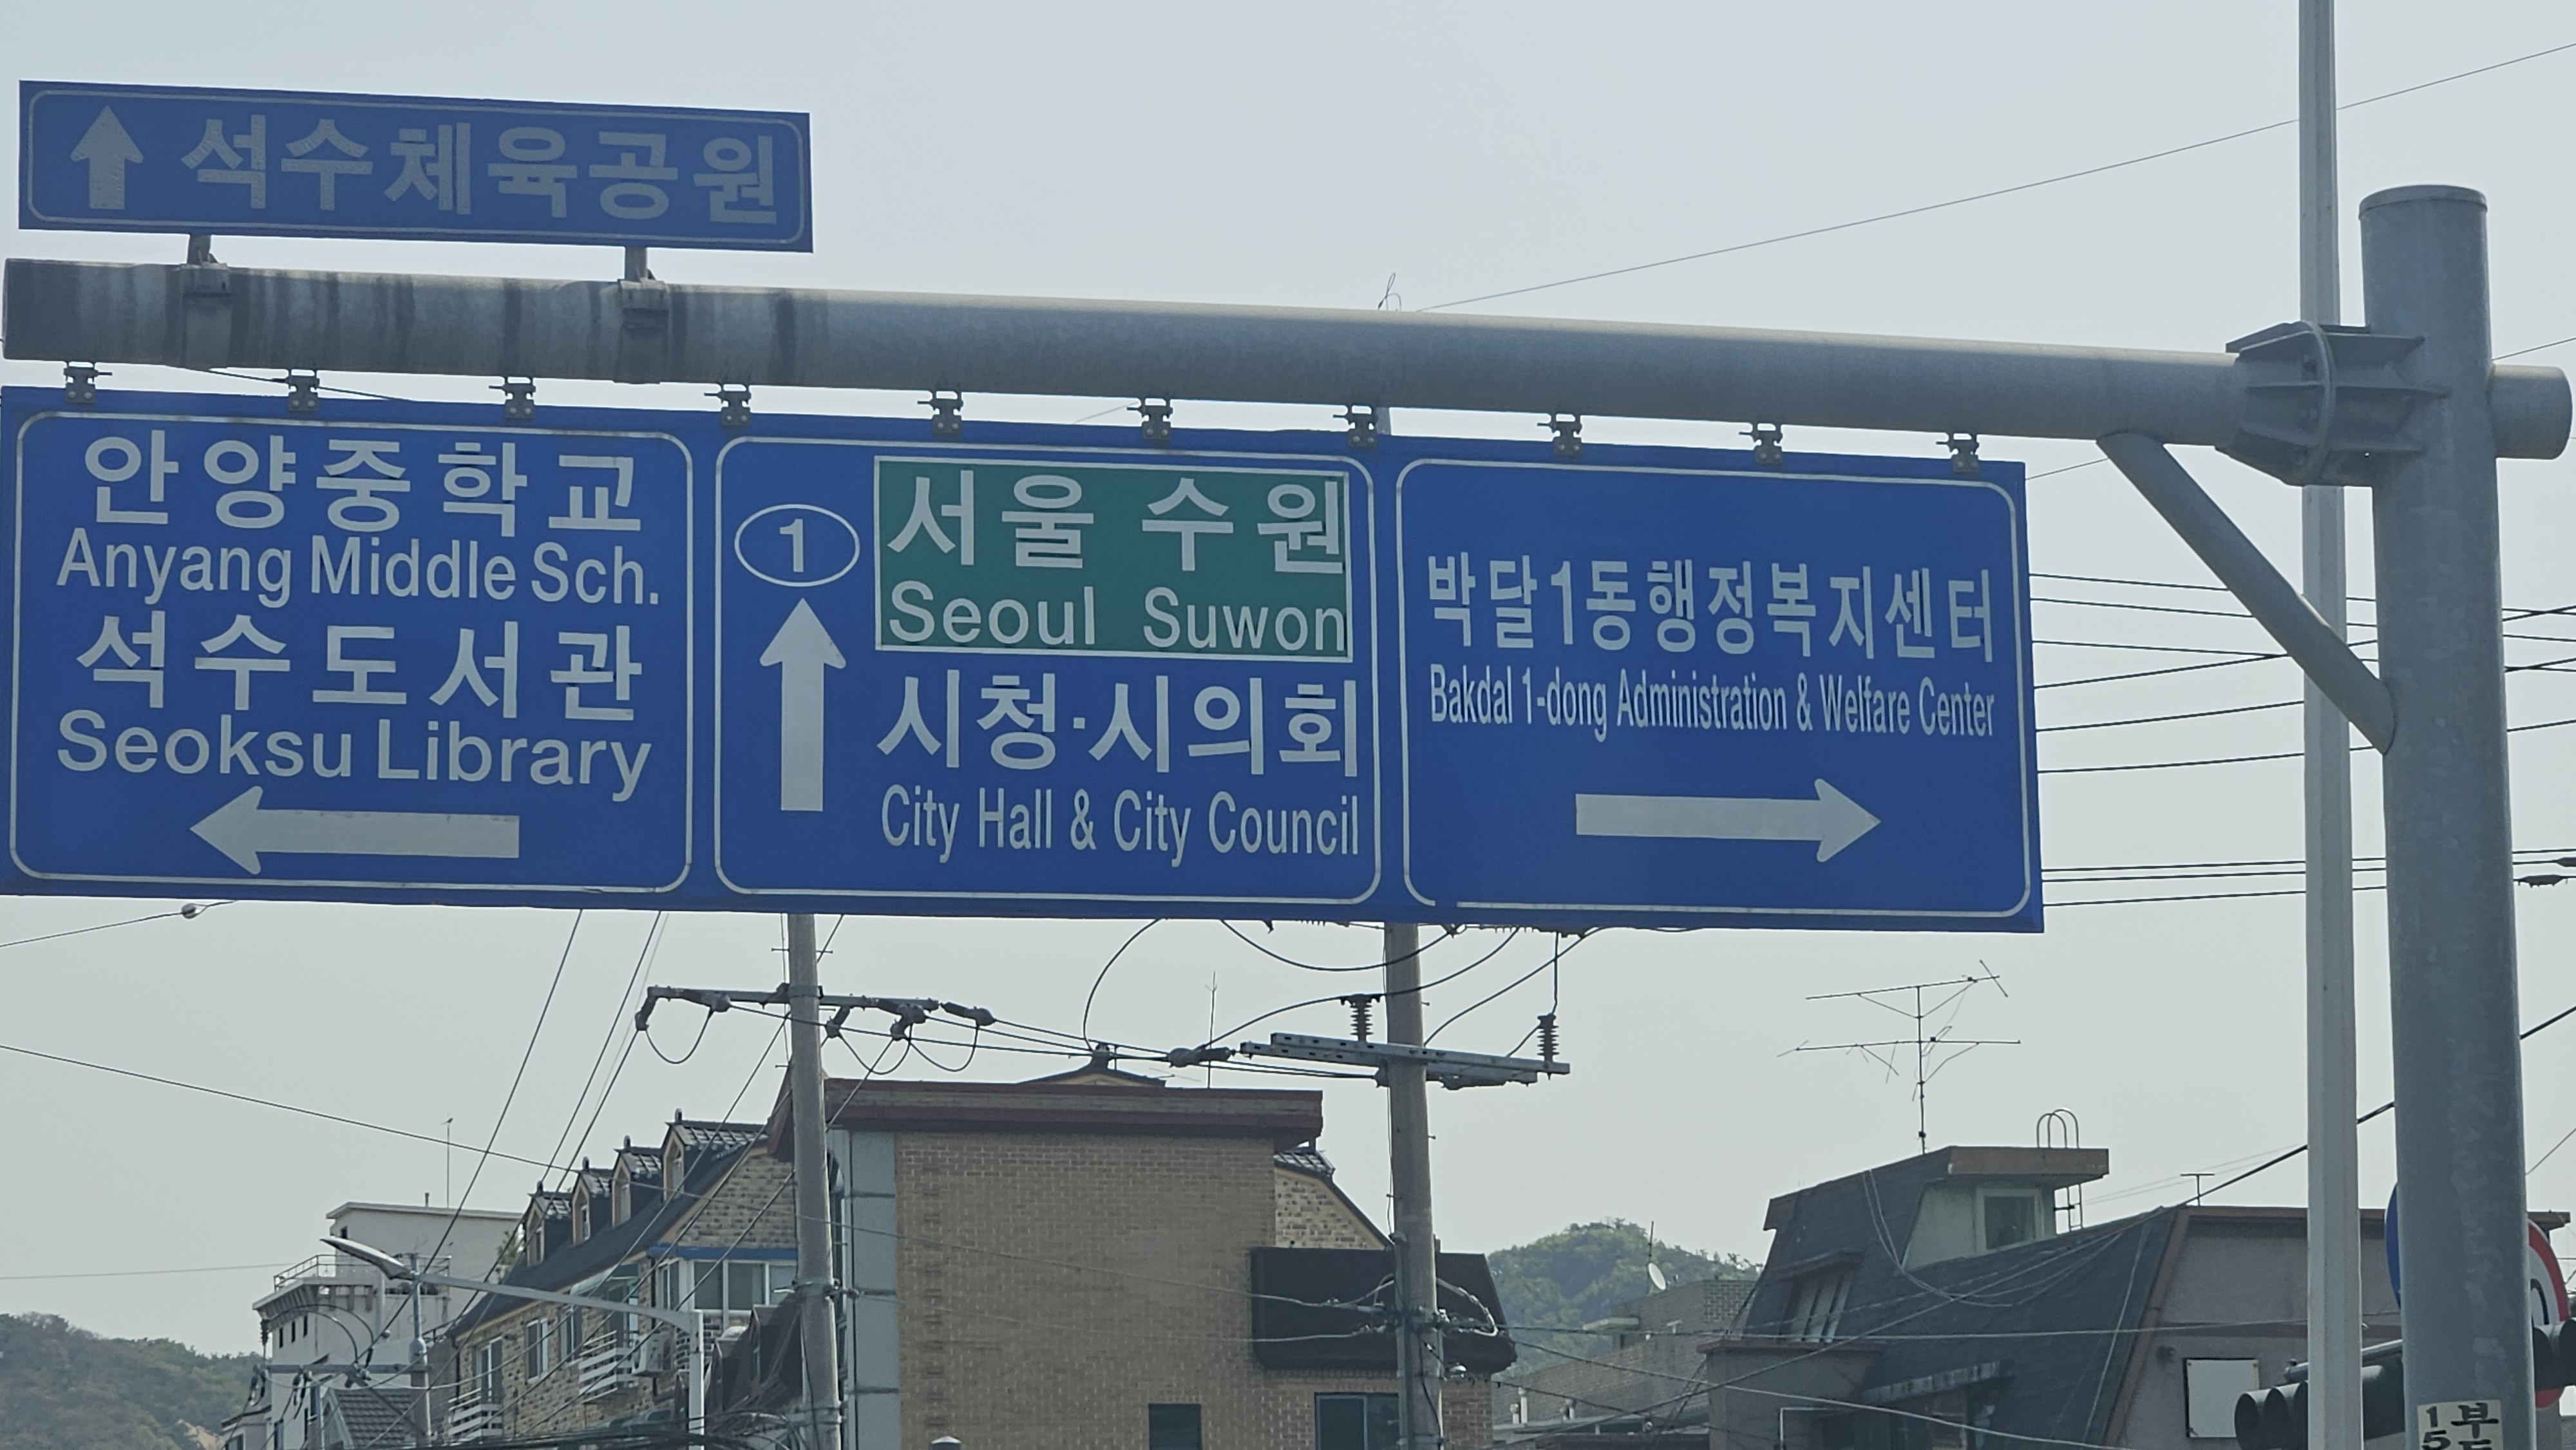 석수체육공원
안양중학교
Anyang Middle Sch.
석수도서관
Seoksu Library
1
서울 수원
Seoul Suwon
시청·시의회
City Hall & City Council
박달1동행정복지센터
Bakdal 1-dong Administration & Welfare Center